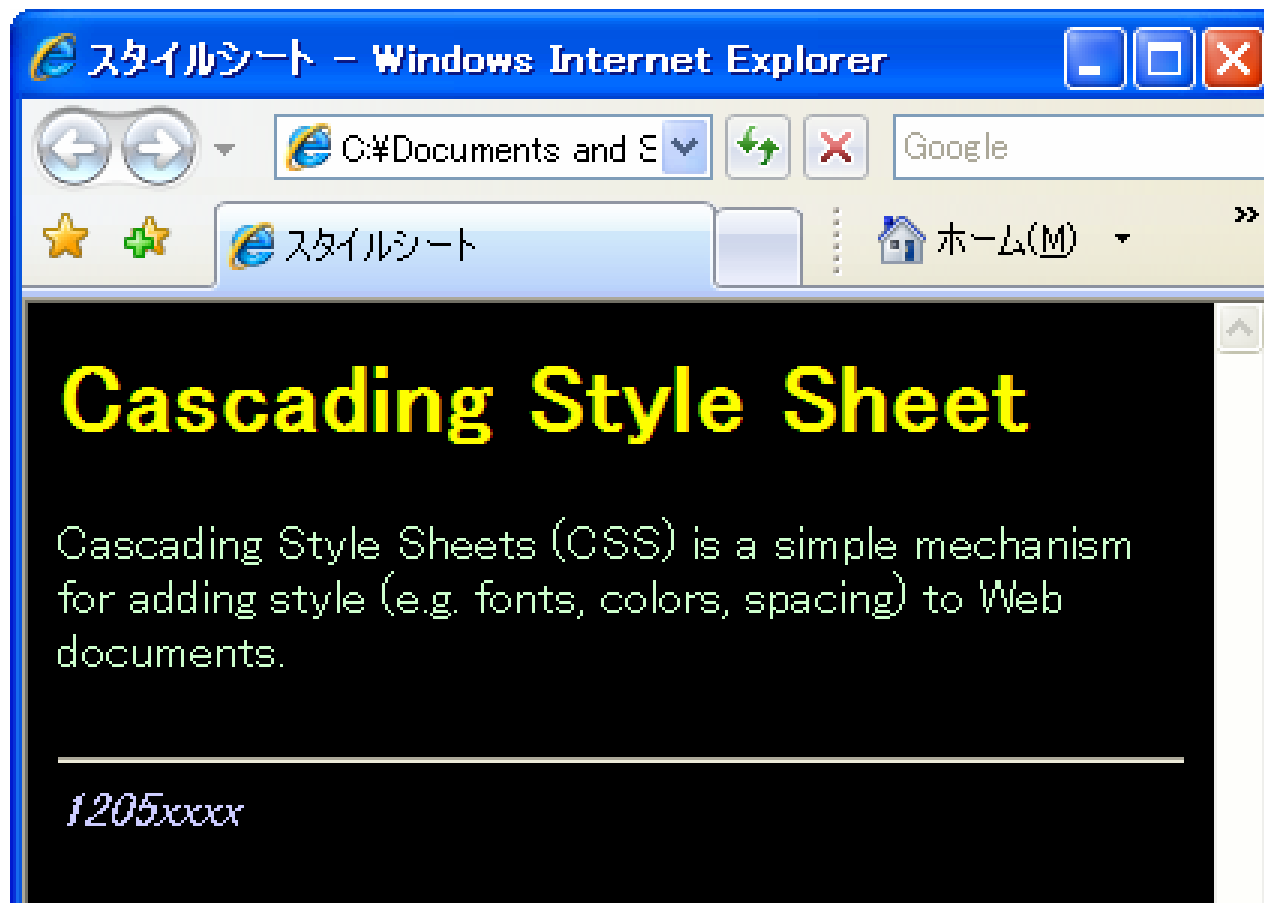 スタイルシート - Windows Internet Explorer
C:¥Documents and S
Google
スタイルシート
ホーム(M)
Cascading Style Sheet
Cascading Style Sheets (CSS) is a simple mechanism
for adding style (e.g. fonts, colors, spacing) to Web
documents.
1205xxxx